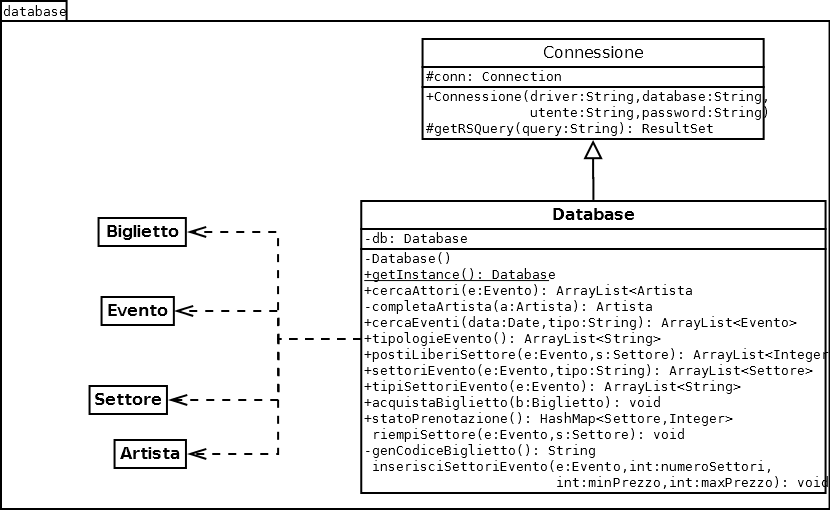 database
Connessione
#conn: Connection
+Connessione(driver:String,database:String,
utente:String,password:String)
#getRSQuery(query:String): ResultSet
Database
-db: Database
-Database()
+getInstance(): Database
+cercaAttori(e:Evento): ArrayList<Artista
-completaArtista(a:Artista): Artista
+cercaEventi(data:Date,tipo:String): ArrayList<Evento>
+tipologieEvento(): ArrayList<String>
+postiLiberiSettore(e:Evento,s:Settore): ArrayList<Integer
+settoriEvento(e:Evento,tipo:String): ArrayList<Settore>
+tipiSettoriEvento(e:Evento): ArrayList<String>
+acquistaBiglietto(b:Biglietto): void
+statoPrenotazione(): HashMap<Settore,Integer>
riempiSettore(e:Evento,s:Settore): void
-genCodiceBiglietto(): String
inserisciSettoriEvento(e:Evento,int:numeroSettori,
int:minPrezzo,int:maxPrezzo): void
Biglietto
Evento
Settore
Artista